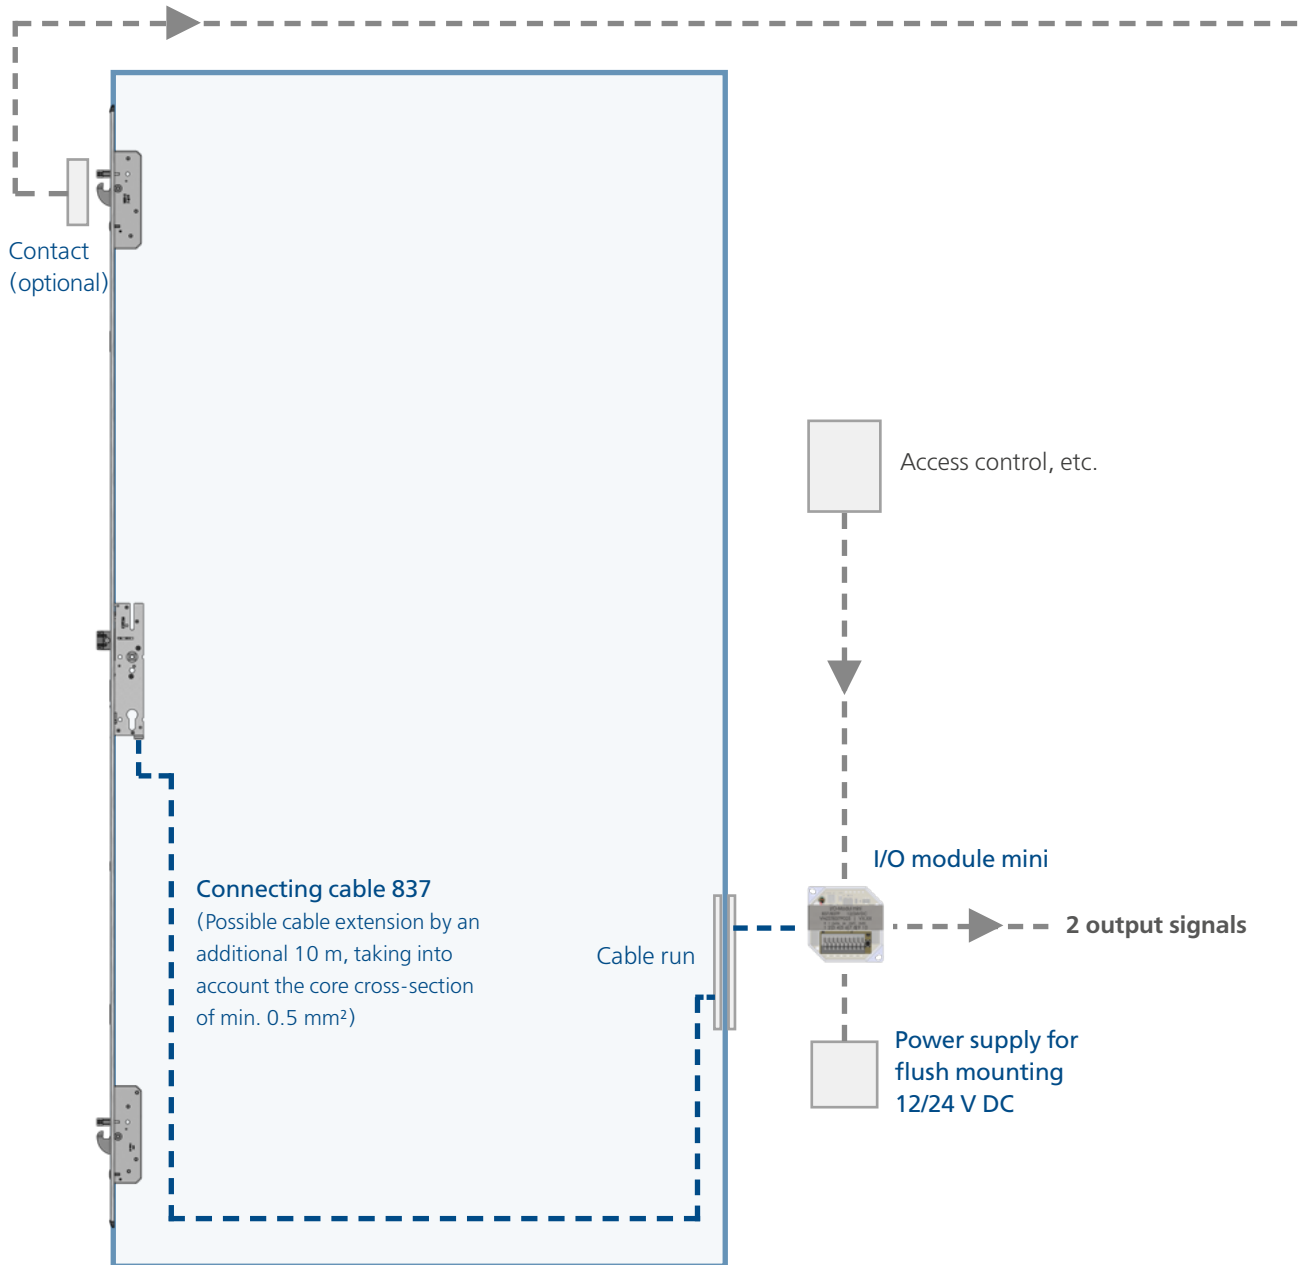 Contact
(optional)
Access control, etc.
I/O module mini
Connecting cable 837
(Possible cable extension by an
additional 10 m, taking into
account the core cross-section
of min. 0.5 mm²)
Cable run
2 output signals
Power supply for
flush mounting
12/24 V DC